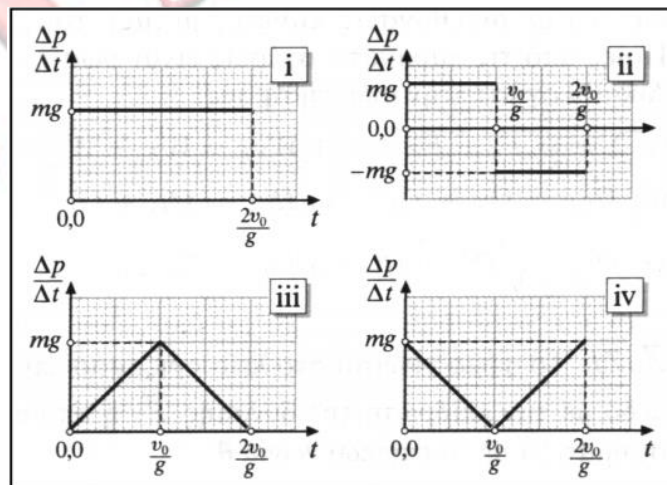 Δp/Δt
i
mg
0,0
2v₀/g
t
Δp/Δt
ii
mg
v₀/g
2v₀/g
0,0
−mg
t
Δp/Δt
iii
mg
0,0
v₀/g
2v₀/g
t
Δp/Δt
iv
mg
0,0
v₀/g
2v₀/g
t